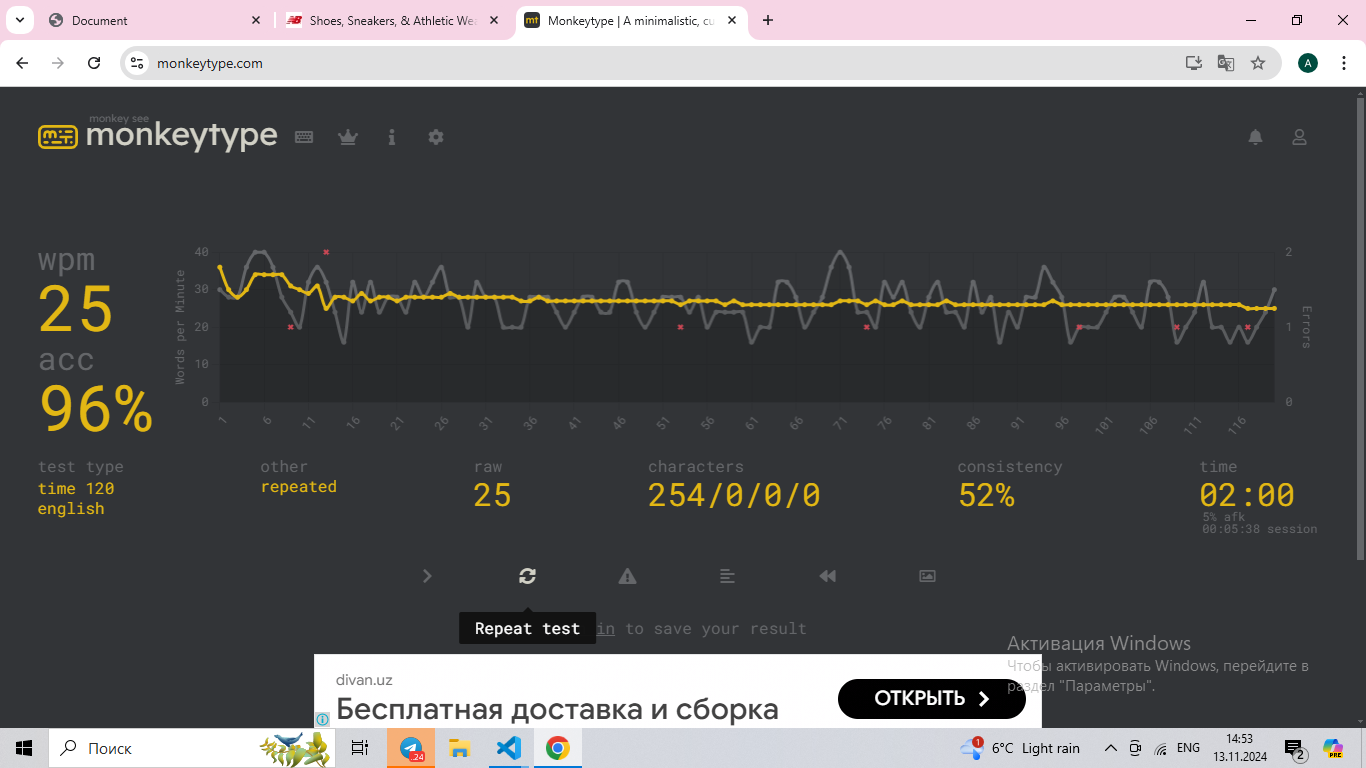 Document
Shoes, Sneakers, & Athletic Wea
Monkeytype | A minimalistic, cu
monkeytype.com
A
monkey see
monkeytype
wpm
25
acc
96%
Words per Minute
40
30
20
10
0
2
1
0
Errors
1 6 11 16 21 26 31 36 41 46 51 56 61 66 71 76 81 86 91 96 101 106 111 116
test type
time 120
english
other
repeated
raw
25
characters
254/0/0/0
consistency
52%
time
02:00
5% afk
00:05:38 session
Repeat test
in to save your result
Активация Windows
Чтобы активировать Windows, перейдите в
раздел "Параметры".
divan.uz
Бесплатная доставка и сборка
ОТКРЫТЬ
Поиск
.24
1
6°C Light rain
ENG
14:53
13.11.2024
2
PRE